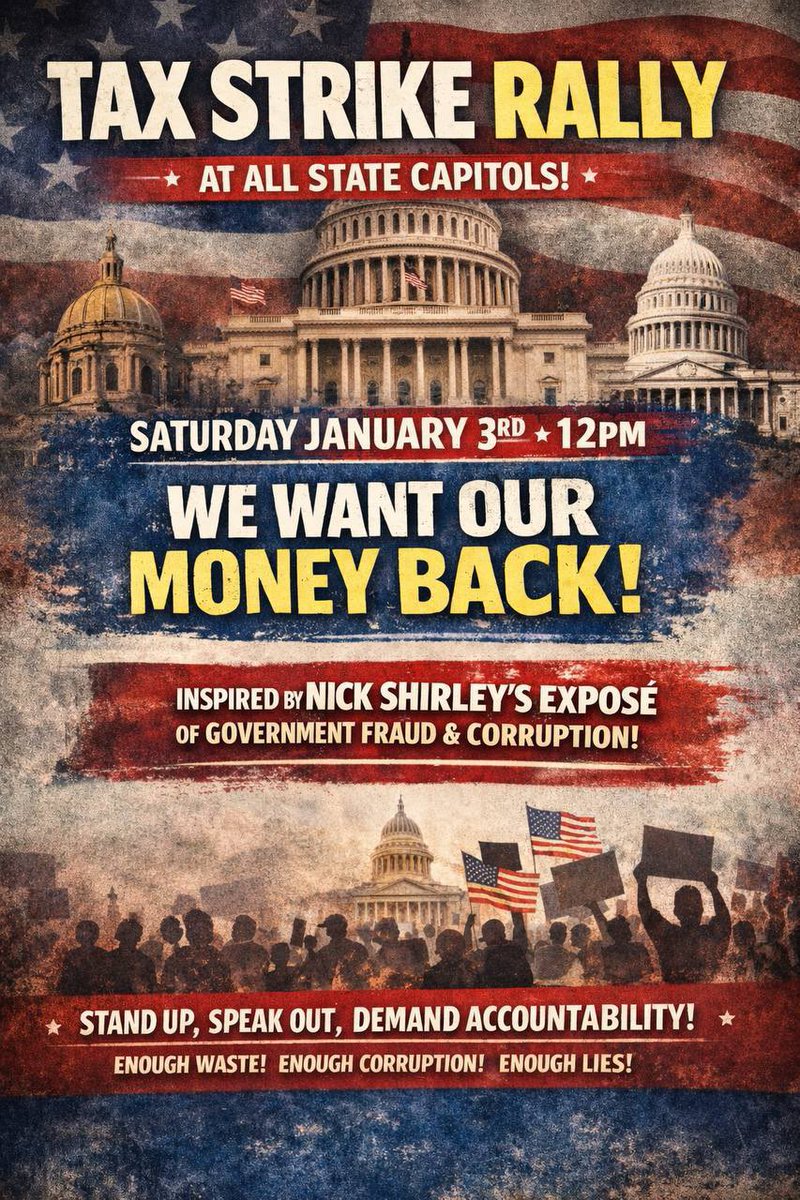 TAX STRIKE RALLY
AT ALL STATE CAPITOLS!
SATURDAY JANUARY 3RD ★ 12PM
WE WANT OUR
MONEY BACK!
INSPIRED BY NICK SHIRLEY'S EXPOSÉ
OF GOVERNMENT FRAUD & CORRUPTION!
STAND UP, SPEAK OUT, DEMAND ACCOUNTABILITY!
ENOUGH WASTE! ENOUGH CORRUPTION! ENOUGH LIES!